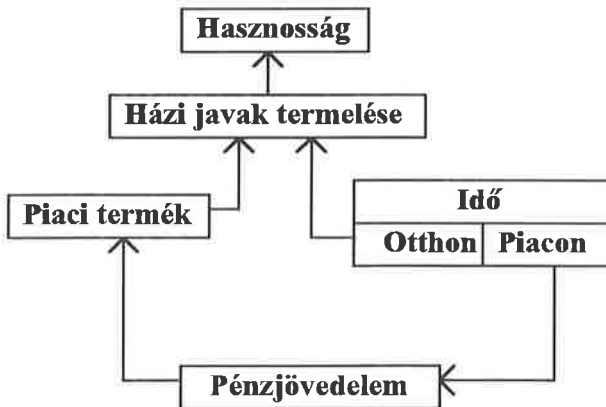 Hasznosság
Házi javak termelése
Piaci termék
Idő
Otthon Piacon
Pénzjövedelem